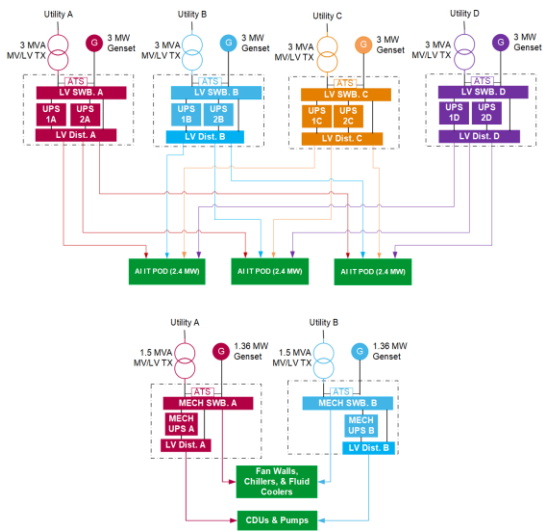 Utility A
Utility B
Utility C
Utility D
3 MVA
MV/LV TX
G
3 MW
Genset
3 MVA
MV/LV TX
G
3 MW
Genset
3 MVA
MV/LV TX
G
3 MW
Genset
3 MVA
MV/LV TX
G
3 MW
Genset
ATS
ATS
ATS
ATS
LV SWB. A
LV SWB. B
LV SWB. C
LV SWB. D
UPS
1A
UPS
2A
UPS
1B
UPS
2B
UPS
1C
UPS
2C
UPS
1D
UPS
2D
LV Dist. A
LV Dist. B
LV Dist. C
LV Dist. D
AI IT POD (2.4 MW)
AI IT POD (2.4 MW)
AI IT POD (2.4 MW)
Utility A
Utility B
1.5 MVA
MV/LV TX
G
1.36 MW
Genset
1.5 MVA
MV/LV TX
G
1.36 MW
Genset
ATS
ATS
MECH SWB. A
MECH SWB. B
MECH
UPS A
MECH
UPS B
LV Dist. A
LV Dist. B
Fan Walls,
Chillers, & Fluid
Coolers
CDUs & Pumps